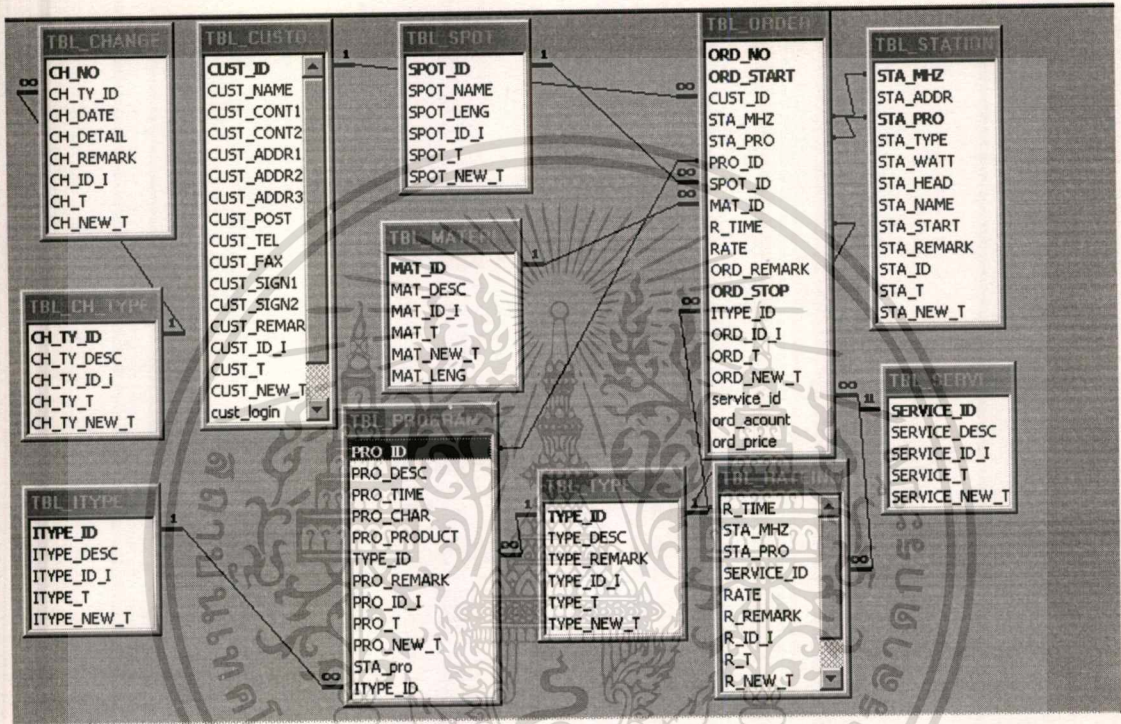 TBL_CHANGE
CH_NO
CH_TY_ID
CH_DATE
CH_DETAIL
CH_REMARK
CH_ID_I
CH_T
CH_NEW_T
TBL_CUSTO
CUST_ID
CUST_NAME
CUST_CONT1
CUST_CONT2
CUST_ADDR1
CUST_ADDR2
CUST_ADDR3
CUST_POST
CUST_TEL
CUST_FAX
CUST_SIGN1
CUST_SIGN2
CUST_REMAR
CUST_ID_I
CUST_T
CUST_NEW_T
cust_login
TBL_SPOT
SPOT_ID
SPOT_NAME
SPOT_LENG
SPOT_ID_I
SPOT_T
SPOT_NEW_T
TBL_ORDER
ORD_NO
ORD_START
CUST_ID
STA_MHZ
STA_PRO
PRO_ID
SPOT_ID
MAT_ID
R_TIME
RATE
ORD_REMARK
ORD_STOP
ITYPE_ID
ORD_ID_I
ORD_T
ORD_NEW_T
service_id
ord_acount
ord_price
TBL_STATION
STA_MHZ
STA_ADDR
STA_PRO
STA_TYPE
STA_WATT
STA_HEAD
STA_NAME
STA_START
STA_REMARK
STA_ID
STA_T
STA_NEW_T
TBL_MATERI
MAT_ID
MAT_DESC
MAT_ID_I
MAT_T
MAT_NEW_T
MAT_LENG
TBL_CH_TYPE
CH_TY_ID
CH_TY_DESC
CH_TY_ID_i
CH_TY_T
CH_TY_NEW_T
TBL_SERVI
SERVICE_ID
SERVICE_DESC
SERVICE_ID_I
SERVICE_T
SERVICE_NEW_T
TBL_ITYPE
ITYPE_ID
ITYPE_DESC
ITYPE_ID_I
ITYPE_T
ITYPE_NEW_T
TBL_PROGRAM
PRO_ID
PRO_DESC
PRO_TIME
PRO_CHAR
PRO_PRODUCT
TYPE_ID
PRO_REMARK
PRO_ID_I
PRO_T
PRO_NEW_T
STA_pro
ITYPE_ID
TBL_TYPE
TYPE_ID
TYPE_DESC
TYPE_REMARK
TYPE_ID_I
TYPE_T
TYPE_NEW_T
TBL_RATEIN
R_TIME
STA_MHZ
STA_PRO
SERVICE_ID
RATE
R_REMARK
R_ID_I
R_T
R_NEW_T